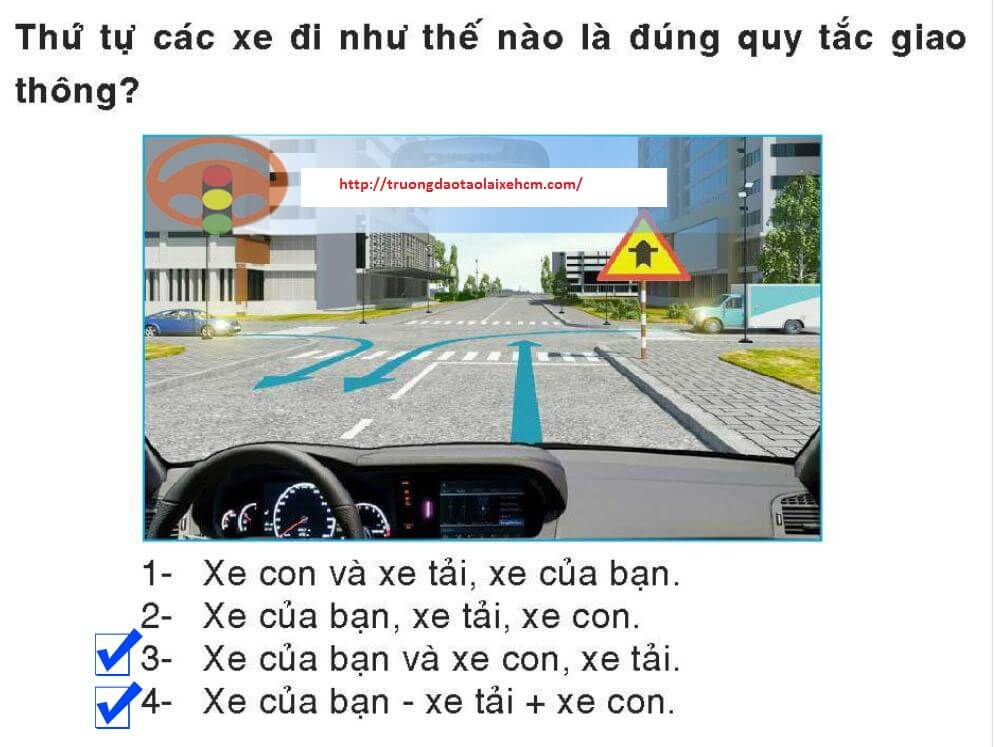 Thứ tự các xe đi như thế nào là đúng quy tắc giao
thông?
http://truongdaotaolaixehcm.com/
1- Xe con và xe tải, xe của bạn.
2- Xe của bạn, xe tải, xe con.
3- Xe của bạn và xe con, xe tải.
4- Xe của bạn - xe tải + xe con.